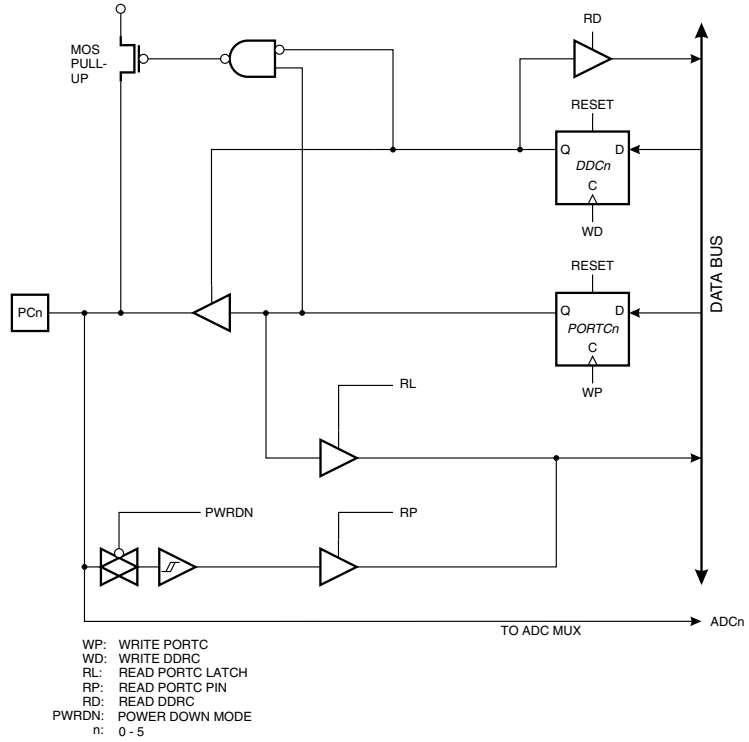 RD
MOS
PULL-
UP
RESET
Q
D
DDCn
C
WD
RESET
DATA BUS
PCn
Q
D
PORTCn
C
WP
RL
PWRDN
RP
TO ADC MUX
ADCn
WP: WRITE PORTC
WD: WRITE DDRC
RL: READ PORTC LATCH
RP: READ PORTC PIN
RD: READ DDRC
PWRDN: POWER DOWN MODE
n: 0 - 5